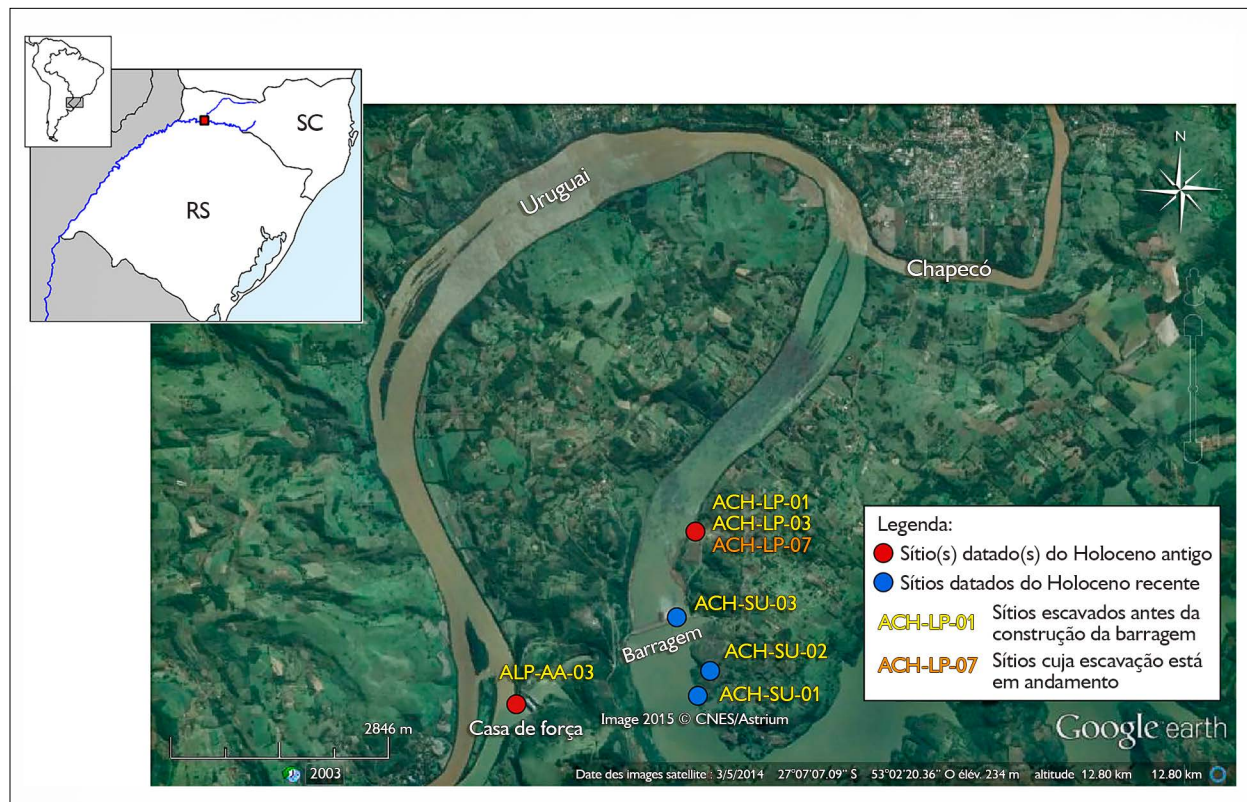 SC
RS
N
Uruguai
Chapecó
ACH-LP-01
ACH-LP-03
ACH-LP-07
ACH-SU-03
Barragem
ACH-SU-02
ACH-SU-01
ALP-AA-03
Casa de força
Legenda:
Sítio(s) datado(s) do Holoceno antigo
Sítios datados do Holoceno recente
ACH-LP-01 Sítios escavados antes da
construção da barragem
ACH-LP-07 Sítios cuja escavação está
em andamento
Image 2015 © CNES/Astrium
Google earth
2846 m
2003
Date des images satellite : 3/5/2014 27°07'07.09" S 53°02'20.36" O élév. 234 m altitude 12.80 km 12.80 km